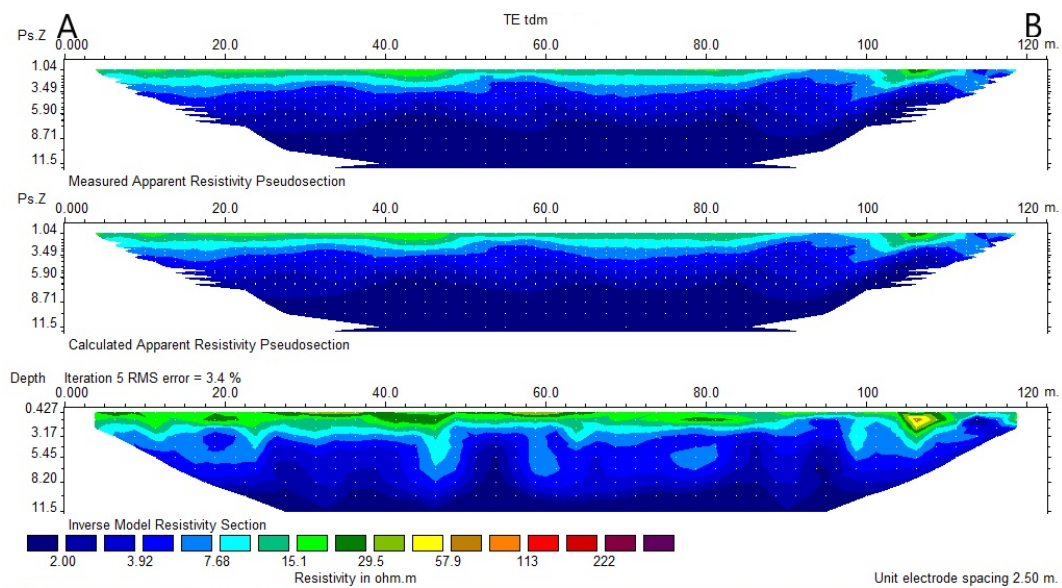 A TE tdm B
Ps.Z 0.000 20.0 40.0 60.0 80.0 100 120 m.
1.04
3.49
5.90
8.71
11.5
Measured Apparent Resistivity Pseudosection
Ps.Z 0.000 20.0 40.0 60.0 80.0 100 120 m.
1.04
3.49
5.90
8.71
11.5
Calculated Apparent Resistivity Pseudosection
Depth Iteration 5 RMS error = 3.4 %
0.000 20.0 40.0 60.0 80.0 100 120 m.
0.427
3.17
5.45
8.20
11.5
Inverse Model Resistivity Section
2.00 3.92 7.68 15.1 29.5 57.9 113 222
Resistivity in ohm.m Unit electrode spacing 2.50 m.